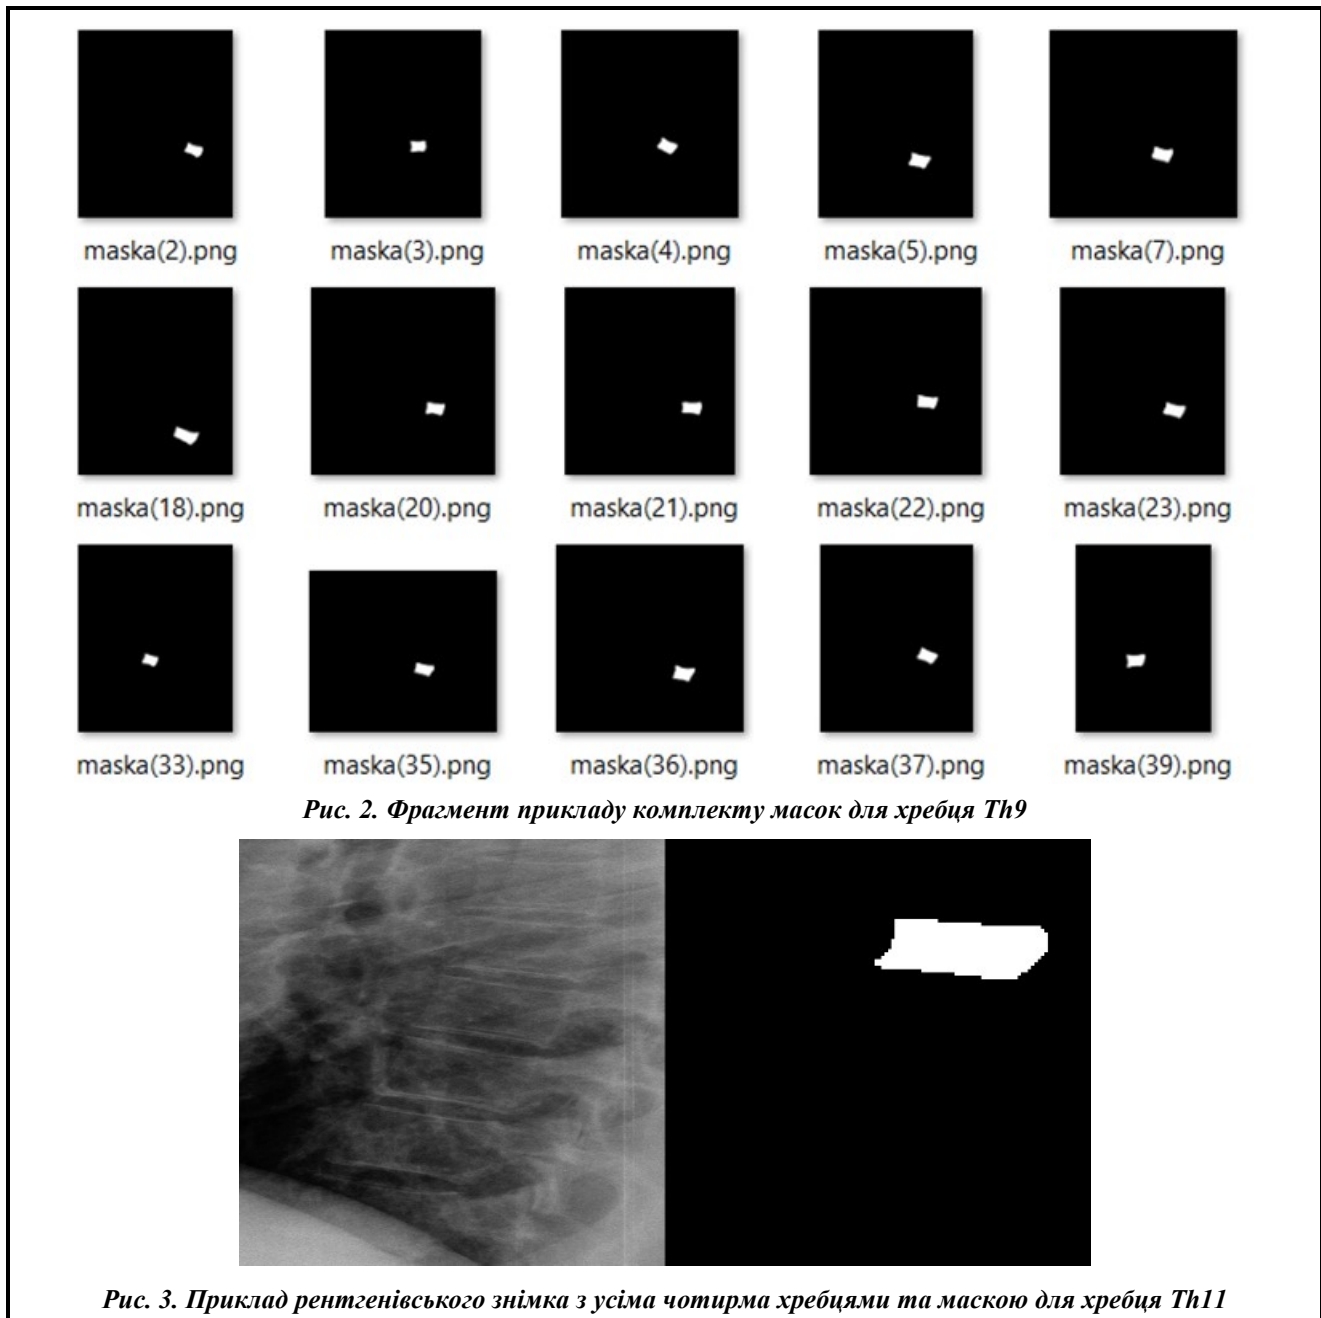 maska(2).png maska(3).png maska(4).png maska(5).png maska(7).png
maska(18).png maska(20).png maska(21).png maska(22).png maska(23).png
maska(33).png maska(35).png maska(36).png maska(37).png maska(39).png
Рис. 2. Фрагмент прикладу комплекту масок для хребця Th9
Рис. 3. Приклад рентгенівського знімка з усіма чотирма хребцями та маскою для хребця Th11